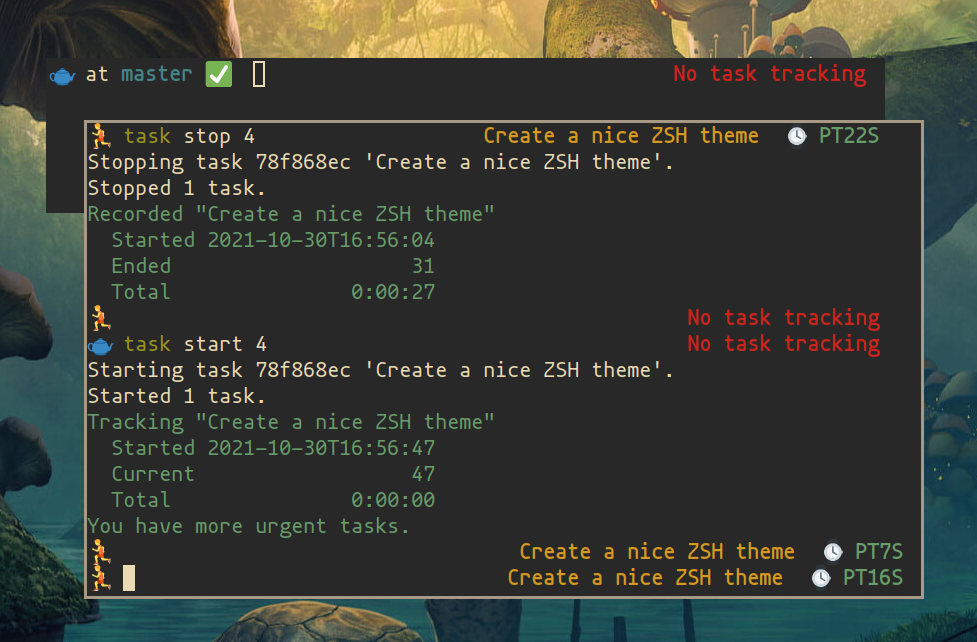 at master No task tracking
task stop 4 Create a nice ZSH theme PT22S
Stopping task 78f868ec 'Create a nice ZSH theme'.
Stopped 1 task.
Recorded "Create a nice ZSH theme"
Started 2021-10-30T16:56:04
Ended 31
Total 0:00:27
No task tracking
task start 4 No task tracking
Starting task 78f868ec 'Create a nice ZSH theme'.
Started 1 task.
Tracking "Create a nice ZSH theme"
Started 2021-10-30T16:56:47
Current 47
Total 0:00:00
You have more urgent tasks.
Create a nice ZSH theme PT7S
Create a nice ZSH theme PT16S